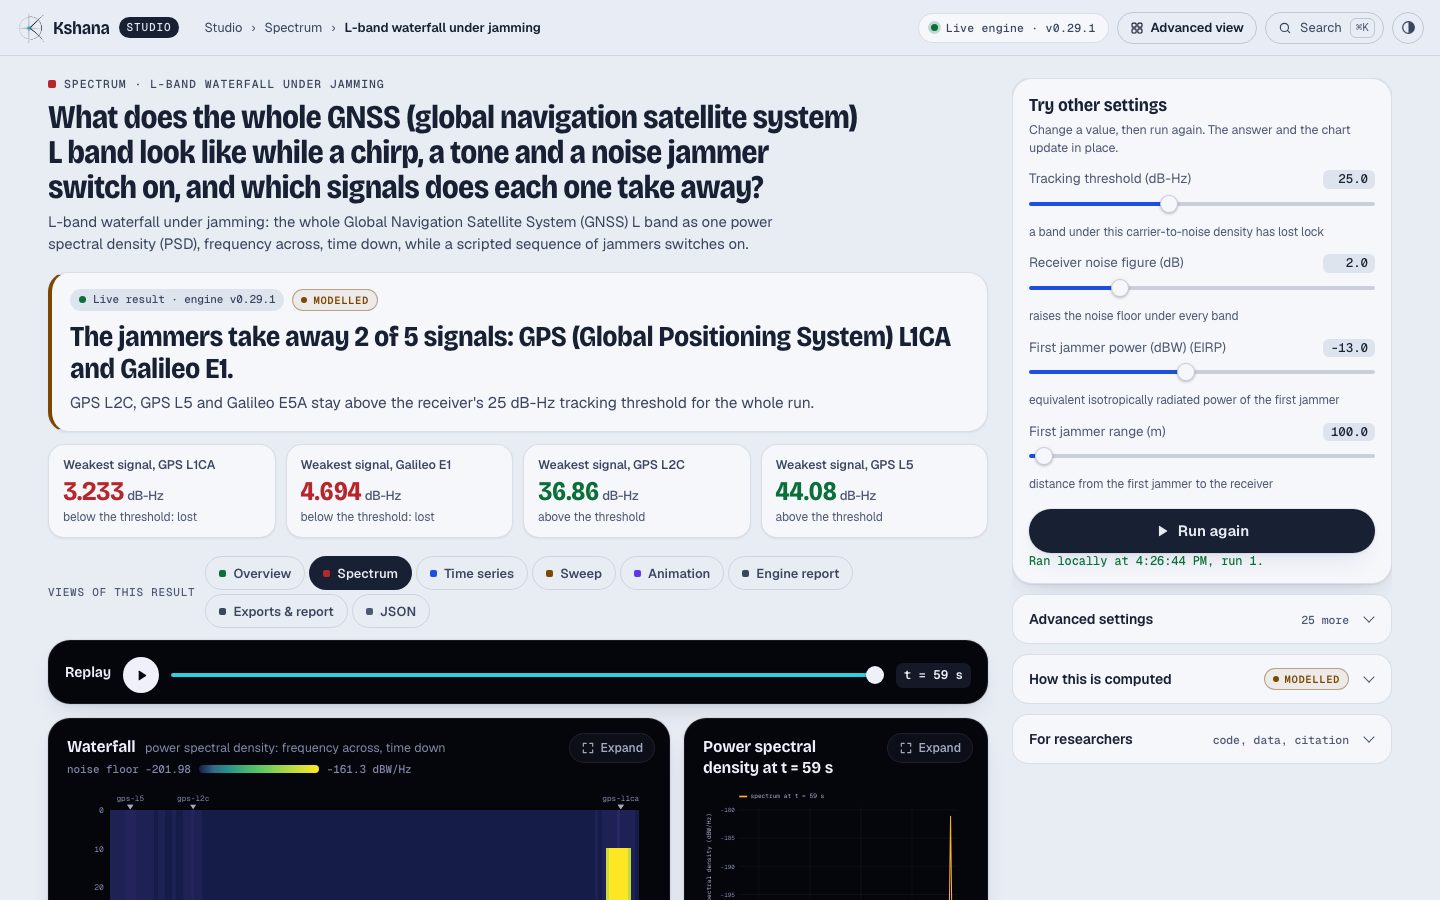 Kshana STUDIO Studio › Spectrum › L-band waterfall under jamming Live engine · v0.29.1 Advanced view Search ⌘K
SPECTRUM · L-BAND WATERFALL UNDER JAMMING
What does the whole GNSS (global navigation satellite system)
L band look like while a chirp, a tone and a noise jammer
switch on, and which signals does each one take away?
L-band waterfall under jamming: the whole Global Navigation Satellite System (GNSS) L band as one power
spectral density (PSD), frequency across, time down, while a scripted sequence of jammers switches on.
Live result · engine v0.29.1 MODELLED
The jammers take away 2 of 5 signals: GPS (Global Positioning System) L1CA
and Galileo E1.
GPS L2C, GPS L5 and Galileo E5A stay above the receiver's 25 dB-Hz tracking threshold for the whole run.
Weakest signal, GPS L1CA
3.233 dB-Hz
below the threshold: lost
Weakest signal, Galileo E1
4.694 dB-Hz
below the threshold: lost
Weakest signal, GPS L2C
36.86 dB-Hz
above the threshold
Weakest signal, GPS L5
44.08 dB-Hz
above the threshold
VIEWS OF THIS RESULT
Overview Spectrum Time series Sweep Animation Engine report
Exports & report JSON
Replay t = 59 s
Waterfall power spectral density: frequency across, time down Expand
noise floor -201.98 -161.3 dBW/Hz
gps-l5 gps-l2c gps-l1ca
0
10
20
Power spectral
density at t = 59 s
Expand
spectrum at t = 59 s
-180
-185
-190
-195
spectral density (dBW/Hz)
Try other settings
Change a value, then run again. The answer and the chart
update in place.
Tracking threshold (dB-Hz) 25.0
a band under this carrier-to-noise density has lost lock
Receiver noise figure (dB) 2.0
raises the noise floor under every band
First jammer power (dBW) (EIRP) -13.0
equivalent isotropically radiated power of the first jammer
First jammer range (m) 100.0
distance from the first jammer to the receiver
Run again
Ran locally at 4:26:44 PM, run 1.
Advanced settings 25 more
How this is computed MODELLED
For researchers code, data, citation